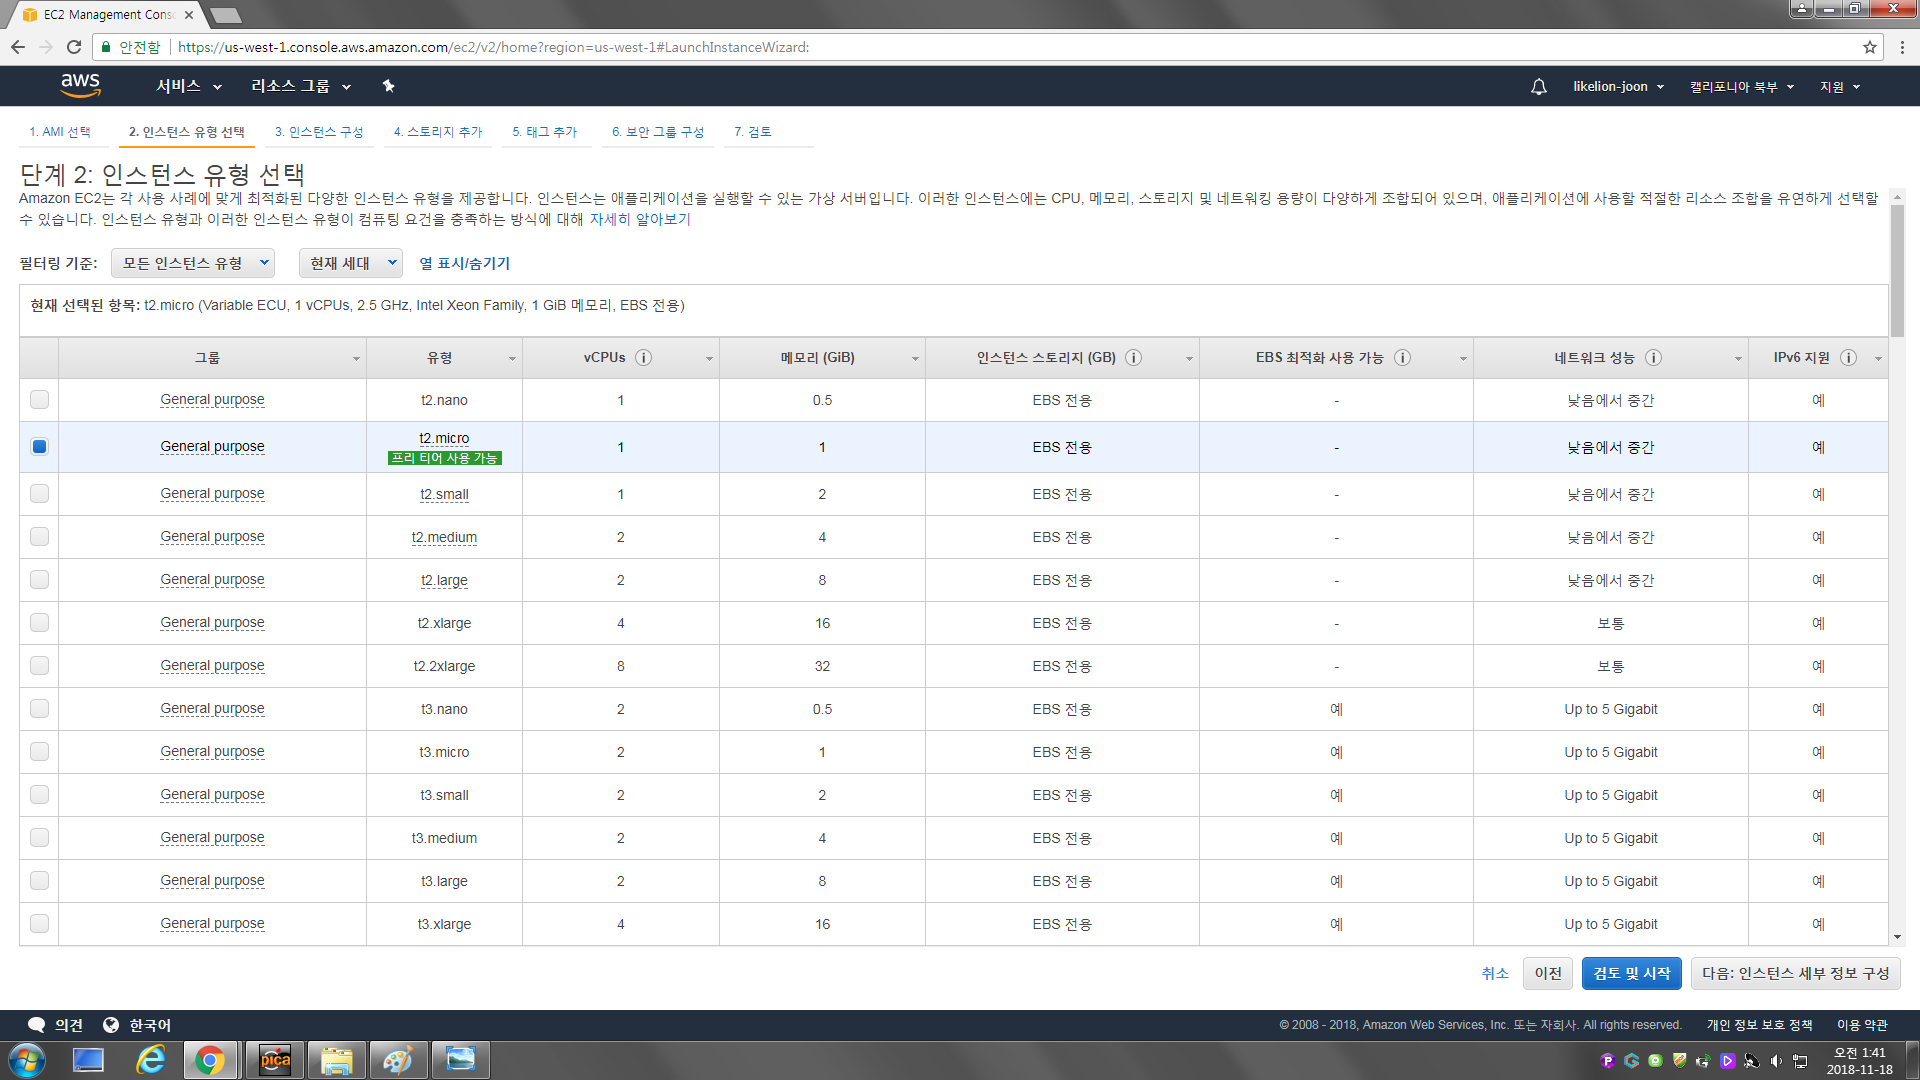 EC2 Management Cons
안전함 https://us-west-1.console.aws.amazon.com/ec2/v2/home?region=us-west-1#LaunchInstanceWizard:
aws 서비스 리소스 그룹 likelion-joon 캘리포니아 북부 지원
1. AMI 선택 2. 인스턴스 유형 선택 3. 인스턴스 구성 4. 스토리지 추가 5. 태그 추가 6. 보안 그룹 구성 7. 검토
단계 2: 인스턴스 유형 선택
Amazon EC2는 각 사용 사례에 맞게 최적화된 다양한 인스턴스 유형을 제공합니다. 인스턴스는 애플리케이션을 실행할 수 있는 가상 서버입니다. 이러한 인스턴스에는 CPU, 메모리, 스토리지 및 네트워킹 용량이 다양하게 조합되어 있으며, 애플리케이션에 사용할 적절한 리소스 조합을 유연하게 선택할
수 있습니다. 인스턴스 유형과 이러한 인스턴스 유형이 컴퓨팅 요건을 충족하는 방식에 대해 자세히 알아보기
필터링 기준: 모든 인스턴스 유형 현재 세대 열 표시/숨기기
현재 선택된 항목: t2.micro (Variable ECU, 1 vCPUs, 2.5 GHz, Intel Xeon Family, 1 GiB 메모리, EBS 전용)
그룹 유형 vCPUs 메모리 (GiB) 인스턴스 스토리지 (GB) EBS 최적화 사용 가능 네트워크 성능 IPv6 지원
General purpose t2.nano 1 0.5 EBS 전용 - 낮음에서 중간 예
General purpose t2.micro 1 1 EBS 전용 - 낮음에서 중간 예
프리 티어 사용 가능
General purpose t2.small 1 2 EBS 전용 - 낮음에서 중간 예
General purpose t2.medium 2 4 EBS 전용 - 낮음에서 중간 예
General purpose t2.large 2 8 EBS 전용 - 낮음에서 중간 예
General purpose t2.xlarge 4 16 EBS 전용 - 보통 예
General purpose t2.2xlarge 8 32 EBS 전용 - 보통 예
General purpose t3.nano 2 0.5 EBS 전용 예 Up to 5 Gigabit 예
General purpose t3.micro 2 1 EBS 전용 예 Up to 5 Gigabit 예
General purpose t3.small 2 2 EBS 전용 예 Up to 5 Gigabit 예
General purpose t3.medium 2 4 EBS 전용 예 Up to 5 Gigabit 예
General purpose t3.large 2 8 EBS 전용 예 Up to 5 Gigabit 예
General purpose t3.xlarge 4 16 EBS 전용 예 Up to 5 Gigabit 예
취소 이전 검토 및 시작 다음: 인스턴스 세부 정보 구성
의견 한국어 © 2008 - 2018, Amazon Web Services, Inc. 또는 자회사. All rights reserved. 개인 정보 보호 정책 이용 약관
pica
오전 1:41
2018-11-18